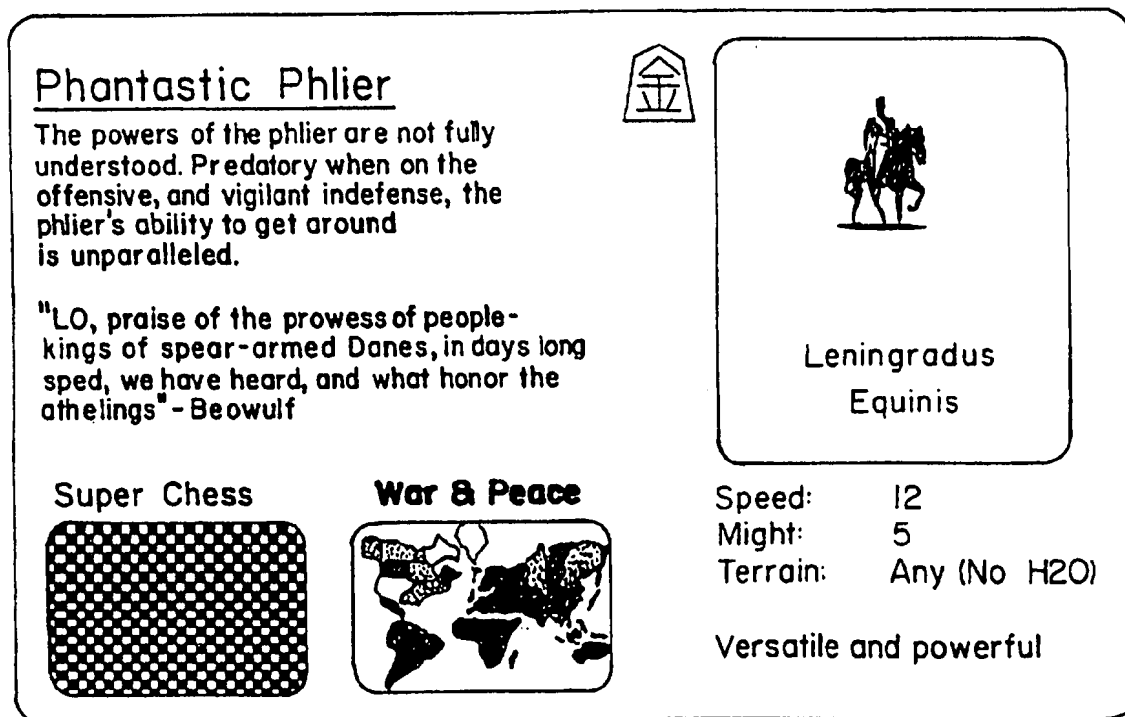 Phantastic Phlier
金
The powers of the phlier are not fully
understood. Predatory when on the
offensive, and vigilant indefense, the
phlier's ability to get around
is unparalleled.
"LO, praise of the prowess of people-
kings of spear-armed Danes, in days long
sped, we have heard, and what honor the
athelings" - Beowulf
Leningradus
Equinis
Super Chess
War & Peace
Speed: 12
Might: 5
Terrain: Any (No H2O)
Versatile and powerful